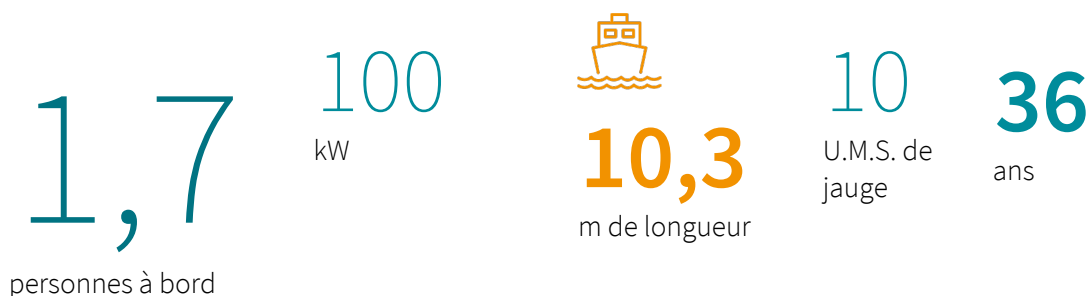 1,7
personnes à bord
100
kW
10,3
m de longueur
10
U.M.S. de
jauge
36
ans